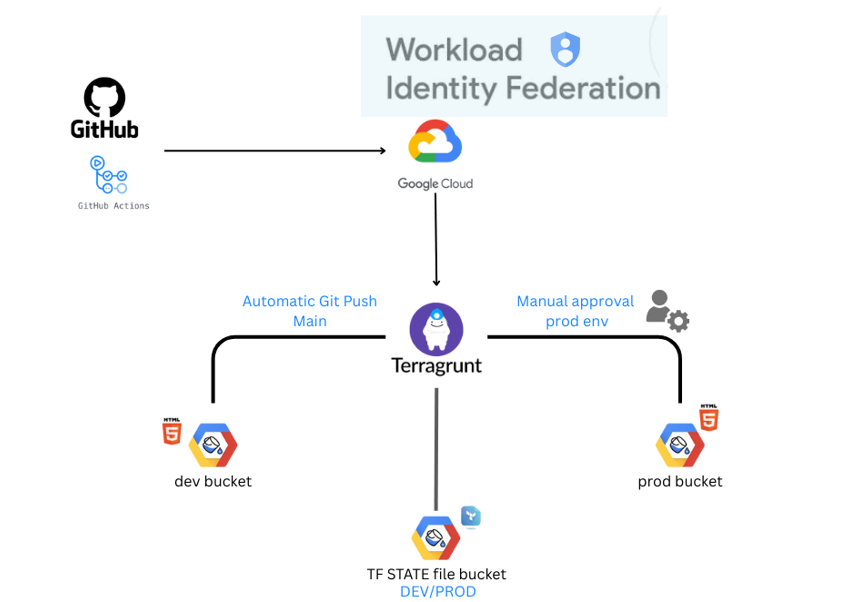 Workload
Identity Federation
GitHub
GitHub Actions
Google Cloud
Automatic Git Push
Main
Manual approval
prod env
Terragrunt
HTML
5
dev bucket
HTML
5
prod bucket
TF STATE file bucket
DEV/PROD